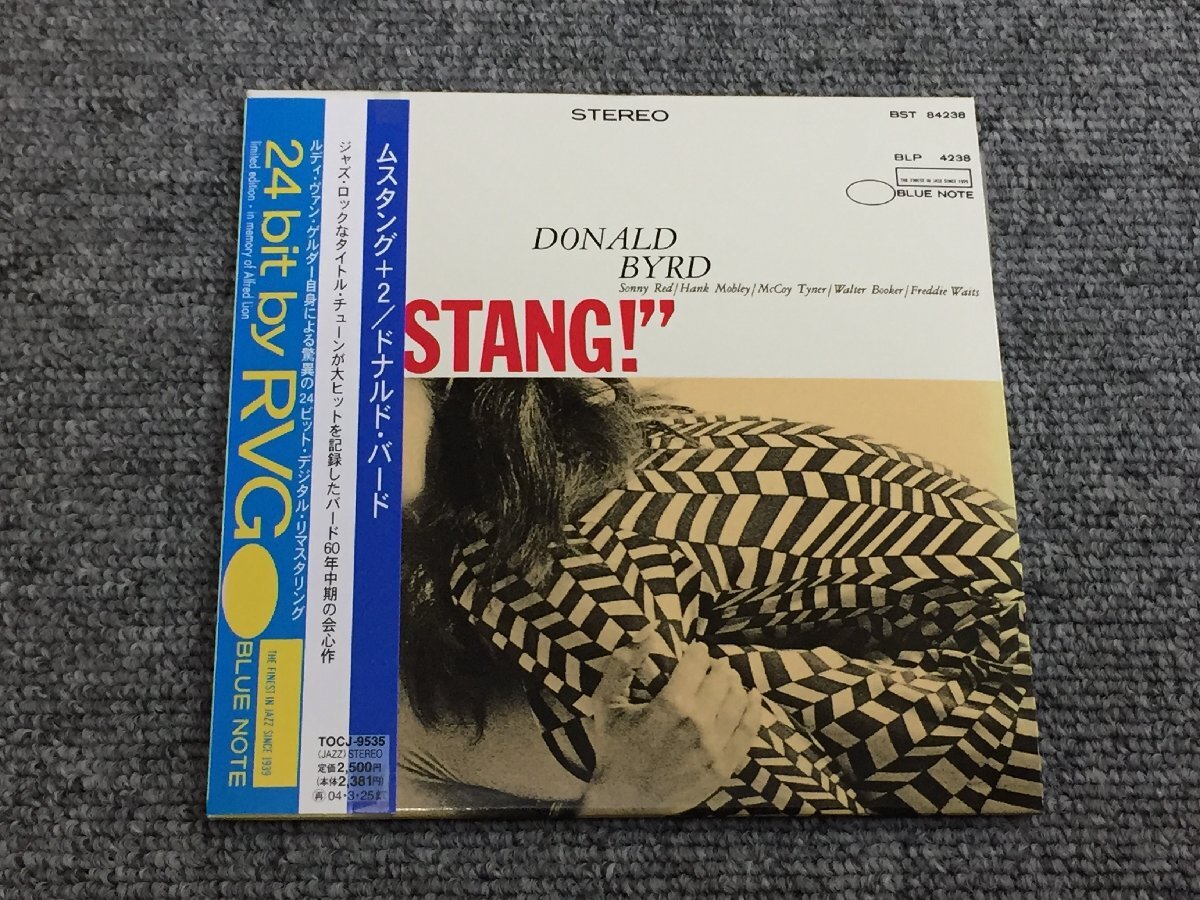 STEREO
BST 84238
BLP 4238
THE FINEST IN JAZZ SINCE 1939
BLUE NOTE
DONALD
BYRD
Sonny Red/Hank Mobley/McCoy Tyner/Walter Booker/Freddie Waits
STANG!”
ムスタング+2/ドナルド・バード
ジャズ・ロックなタイトル・チューンが大ヒットを記録したバード60年中期の会心作
TOCJ-9535
(JAZZ) STEREO
定価2,500円
(本体2,381円)
再 04・3・25まで
ルディ・ヴァン・ゲルダー自身による驚異の24ビット・デジタル・リマスタリング
24 bit by RVG
limited edition・in memory of Alfred Lion
THE FINEST IN JAZZ SINCE 1939
BLUE NOTE